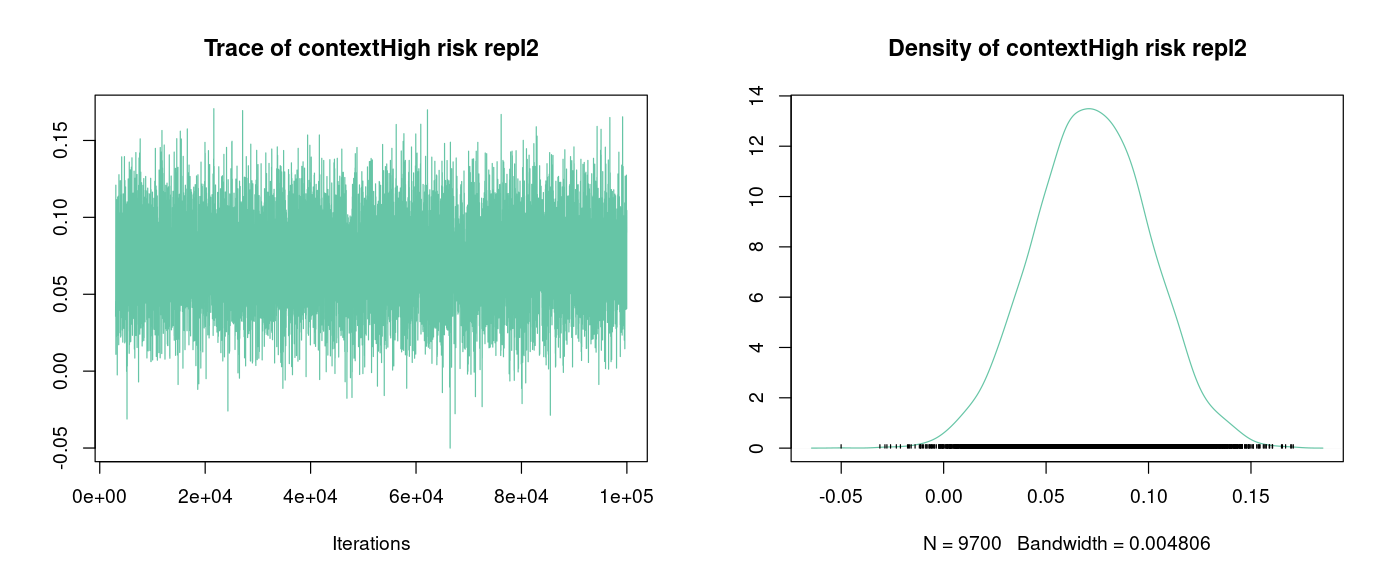 Trace of contextHigh risk repl2
0.15
0.10
0.05
0.00
-0.05
0e+00 2e+04 4e+04 6e+04 8e+04 1e+05
Iterations
Density of contextHigh risk repl2
14
12
10
8
6
4
2
0
-0.05 0.00 0.05 0.10 0.15
N = 9700 Bandwidth = 0.004806